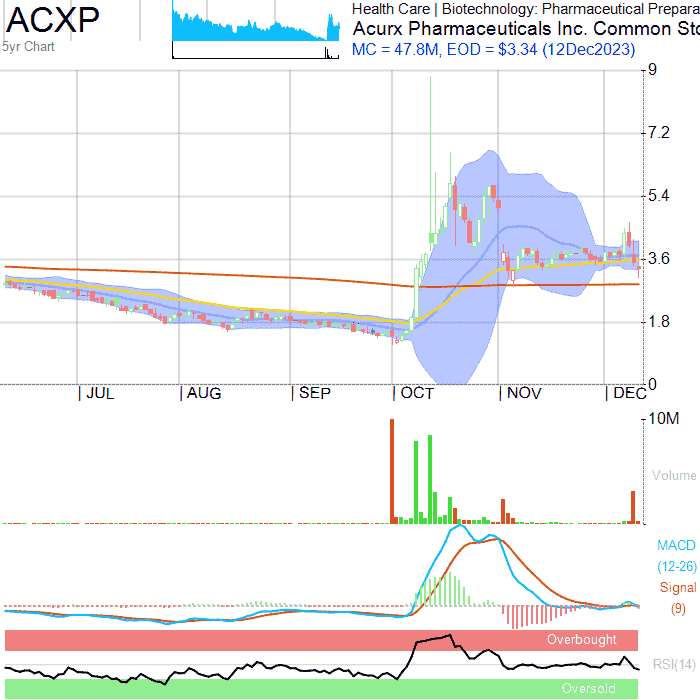 ACXP
5yr Chart
Health Care | Biotechnology: Pharmaceutical Prepara
Acurx Pharmaceuticals Inc. Common Sto
MC = 47.8M, EOD = $3.34 (12Dec2023)
9
7.2
5.4
3.6
1.8
0
| JUL | AUG | SEP | OCT | NOV | DEC
10M
Volume
MACD
(12-26)
Signal
(9)
Overbought
RSI(14)
Oversold